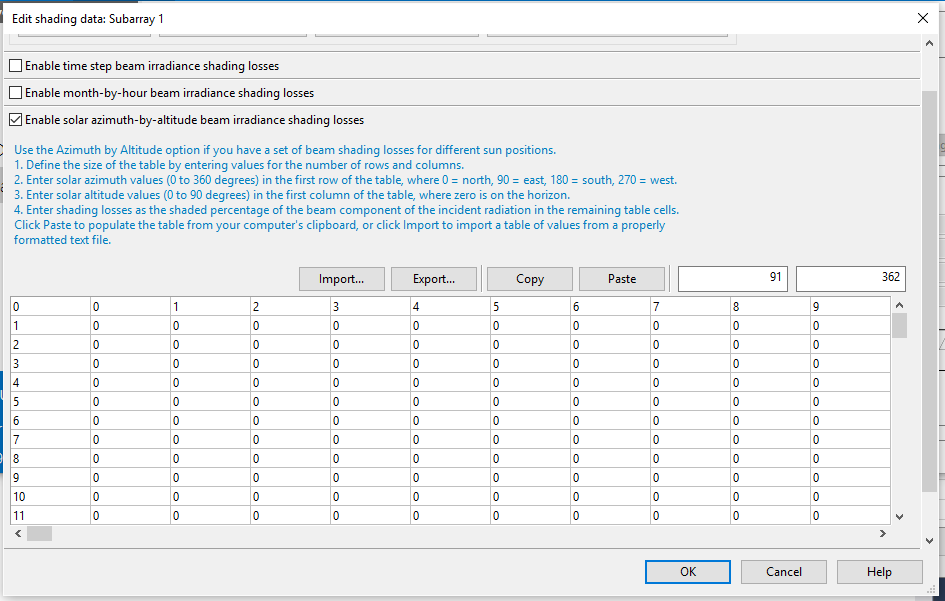 Edit shading data: Subarray 1
Enable time step beam irradiance shading losses
Enable month-by-hour beam irradiance shading losses
Enable solar azimuth-by-altitude beam irradiance shading losses
Use the Azimuth by Altitude option if you have a set of beam shading losses for different sun positions.
1. Define the size of the table by entering values for the number of rows and columns.
2. Enter solar azimuth values (0 to 360 degrees) in the first row of the table, where 0 = north, 90 = east, 180 = south, 270 = west.
3. Enter solar altitude values (0 to 90 degrees) in the first column of the table, where zero is on the horizon.
4. Enter shading losses as the shaded percentage of the beam component of the incident radiation in the remaining table cells.
Click Paste to populate the table from your computer's clipboard, or click Import to import a table of values from a properly
formatted text file.
Import... Export... Copy Paste 91 362
0 0 1 2 3 4 5 6 7 8 9
1 0 0 0 0 0 0 0 0 0 0
2 0 0 0 0 0 0 0 0 0 0
3 0 0 0 0 0 0 0 0 0 0
4 0 0 0 0 0 0 0 0 0 0
5 0 0 0 0 0 0 0 0 0 0
6 0 0 0 0 0 0 0 0 0 0
7 0 0 0 0 0 0 0 0 0 0
8 0 0 0 0 0 0 0 0 0 0
9 0 0 0 0 0 0 0 0 0 0
10 0 0 0 0 0 0 0 0 0 0
11 0 0 0 0 0 0 0 0 0 0
OK Cancel Help